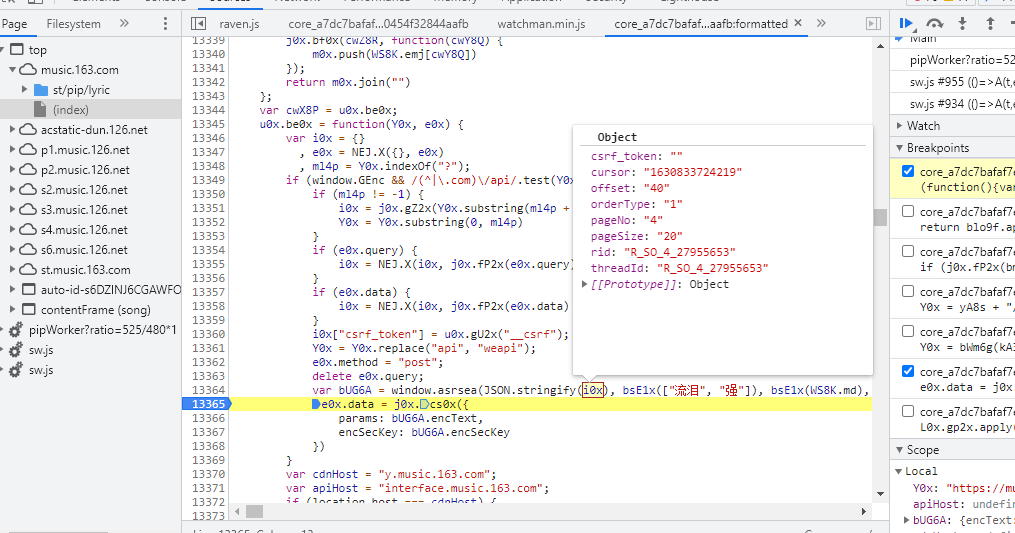 Page
top
music.163.com
st/pip/lyric
(index)
acstatic-dun.126.net
p1.music.126.net
p2.music.126.net
s2.music.126.net
s3.music.126.net
s4.music.126.net
s6.music.126.net
st.music.163.com
auto-id-s6DZINJ6CGAWFO
contentFrame (song)
pipWorker?ratio=525/480*1
sw.js
sw.js
raven.js
core_a7dc7bafaf...0454f32844aafb
watchman.min.js
core_a7dc7bafaf...aafb:formatted
13339 j0x.bf0x(cwZ8R, function(cwY8Q) {
13340 m0x.push(WS8K.emj[cwY8Q])
13341 });
13342 return m0x.join("")
13343 };
13344 var cwX8P = u0x.be0x;
13345 u0x.be0x = function(Y0x, e0x) {
13346 var i0x = {}
13347 , e0x = NEJ.X({}, e0x)
13348 , ml4p = Y0x.indexOf("?");
13349 if (window.GEnc && /(^|\.com)\/api/.test(Y0x
13350 if (ml4p != -1) {
13351 i0x = j0x.gZ2x(Y0x.substring(ml4p +
13352 Y0x = Y0x.substring(0, ml4p)
13353 }
13354 if (e0x.query) {
13355 i0x = NEJ.X(i0x, j0x.fP2x(e0x.query)
13356 }
13357 if (e0x.data) {
13358 i0x = NEJ.X(i0x, j0x.fP2x(e0x.data)
13359 }
13360 i0x["csrf_token"] = u0x.gU2x("__csrf");
13361 Y0x = Y0x.replace("api", "weapi");
13362 e0x.method = "post";
13363 delete e0x.query;
13364 var bUG6A = window.asrsea(JSON.stringify(i0x), bsE1x(["流泪", "强"]), bsE1x(WS8K.md),
13365 e0x.data = j0x.cs0x({
13366 params: bUG6A.encText,
13367 encSecKey: bUG6A.encSecKey
13368 })
13369 }
13370 var cdnHost = "y.music.163.com";
13371 var apiHost = "interface.music.163.com";
13372 if (location.host === cdnHost) {
13373
Object
csrf_token: ""
cursor: "1630833724219"
offset: "40"
orderType: "1"
pageNo: "4"
pageSize: "20"
rid: "R_SO_4_27955653"
threadId: "R_SO_4_27955653"
[[Prototype]]: Object
Main
pipWorker?ratio=525
sw.js #955 (()=>A(t,e
sw.js #934 (()=>A(t,e
Watch
Breakpoints
core_a7dc7bafaf7e
(function(){var
core_a7dc7bafaf7e
return blo9f.ap
core_a7dc7bafaf7e
if (j0x.fP2x(bm
core_a7dc7bafaf7e
Y0x = yA8s + "/
core_a7dc7bafaf7e
Y0x = bWm6g(kA3
core_a7dc7bafaf7e
e0x.data = j0x.
core_a7dc7bafaf7e
L0x.gp2x.apply(
Scope
Local
Y0x: "https://mu
apiHost: undefin
bUG6A: {encText: